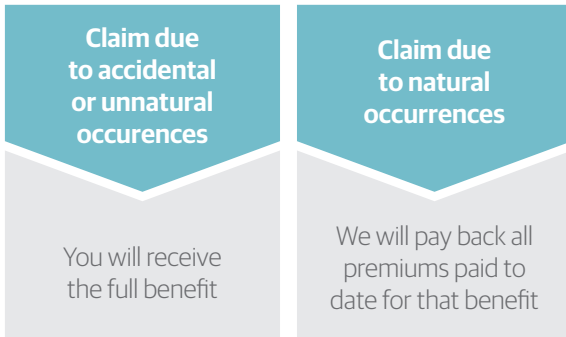 Claim due
to accidental
or unnatural
occurences
You will receive
the full benefit
Claim due
to natural
occurrences
We will pay back all
premiums paid to
date for that benefit